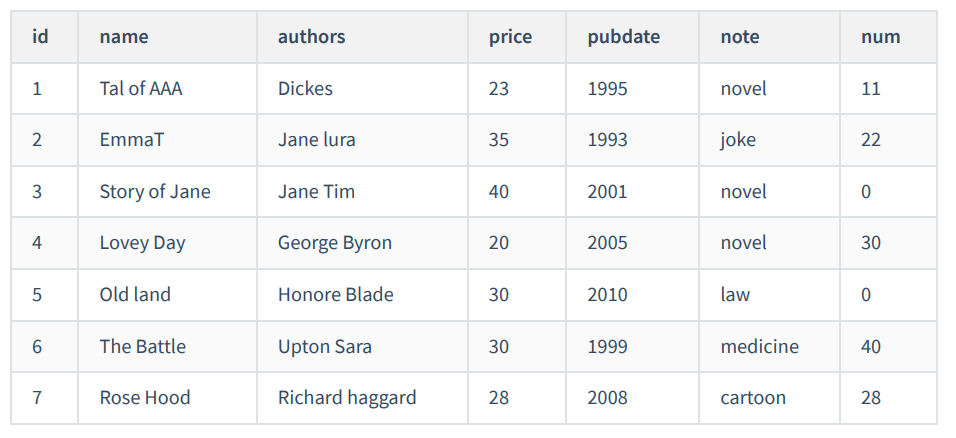 id name authors price pubdate note num
1 Tal of AAA Dickes 23 1995 novel 11
2 EmmaT Jane lura 35 1993 joke 22
3 Story of Jane Jane Tim 40 2001 novel 0
4 Lovey Day George Byron 20 2005 novel 30
5 Old land Honore Blade 30 2010 law 0
6 The Battle Upton Sara 30 1999 medicine 40
7 Rose Hood Richard haggard 28 2008 cartoon 28